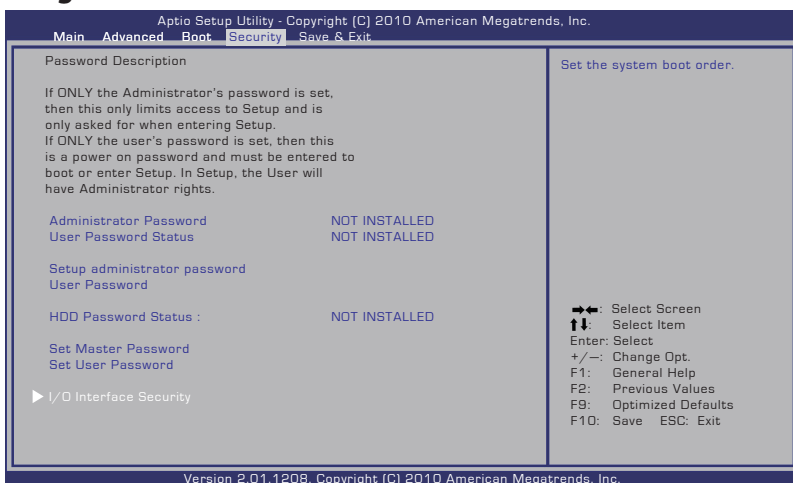 Aptio Setup Utility - Copyright (C) 2010 American Megatrends, Inc.
Main Advanced Boot Security Save & Exit
Password Description
If ONLY the Administrator's password is set,
then this only limits access to Setup and is
only asked for when entering Setup.
If ONLY the user's password is set, then this
is a power on password and must be entered to
boot or enter Setup. In Setup, the User will
have Administrator rights.
Administrator Password NOT INSTALLED
User Password Status NOT INSTALLED
Setup administrator password
User Password
HDD Password Status : NOT INSTALLED
Set Master Password
Set User Password
I/O Interface Security
Set the system boot order.
→←: Select Screen
↑↓: Select Item
Enter: Select
+/—: Change Opt.
F1: General Help
F2: Previous Values
F9: Optimized Defaults
F10: Save ESC: Exit
Version 2.01.1208. Copyright (C) 2010 American Megatrends, Inc.